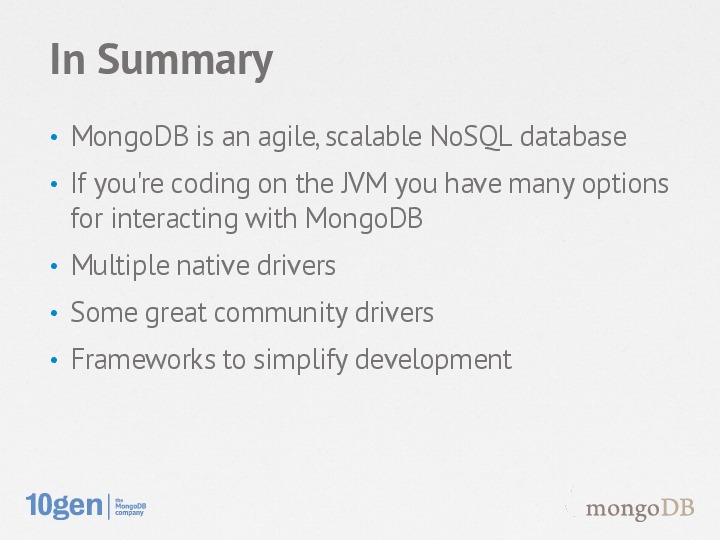 In Summary
• MongoDB is an agile, scalable NoSQL database
• If you're coding on the JVM you have many options
for interacting with MongoDB
• Multiple native drivers
• Some great community drivers
• Frameworks to simplify development
10gen
the
MongoDB
company
mongoDB